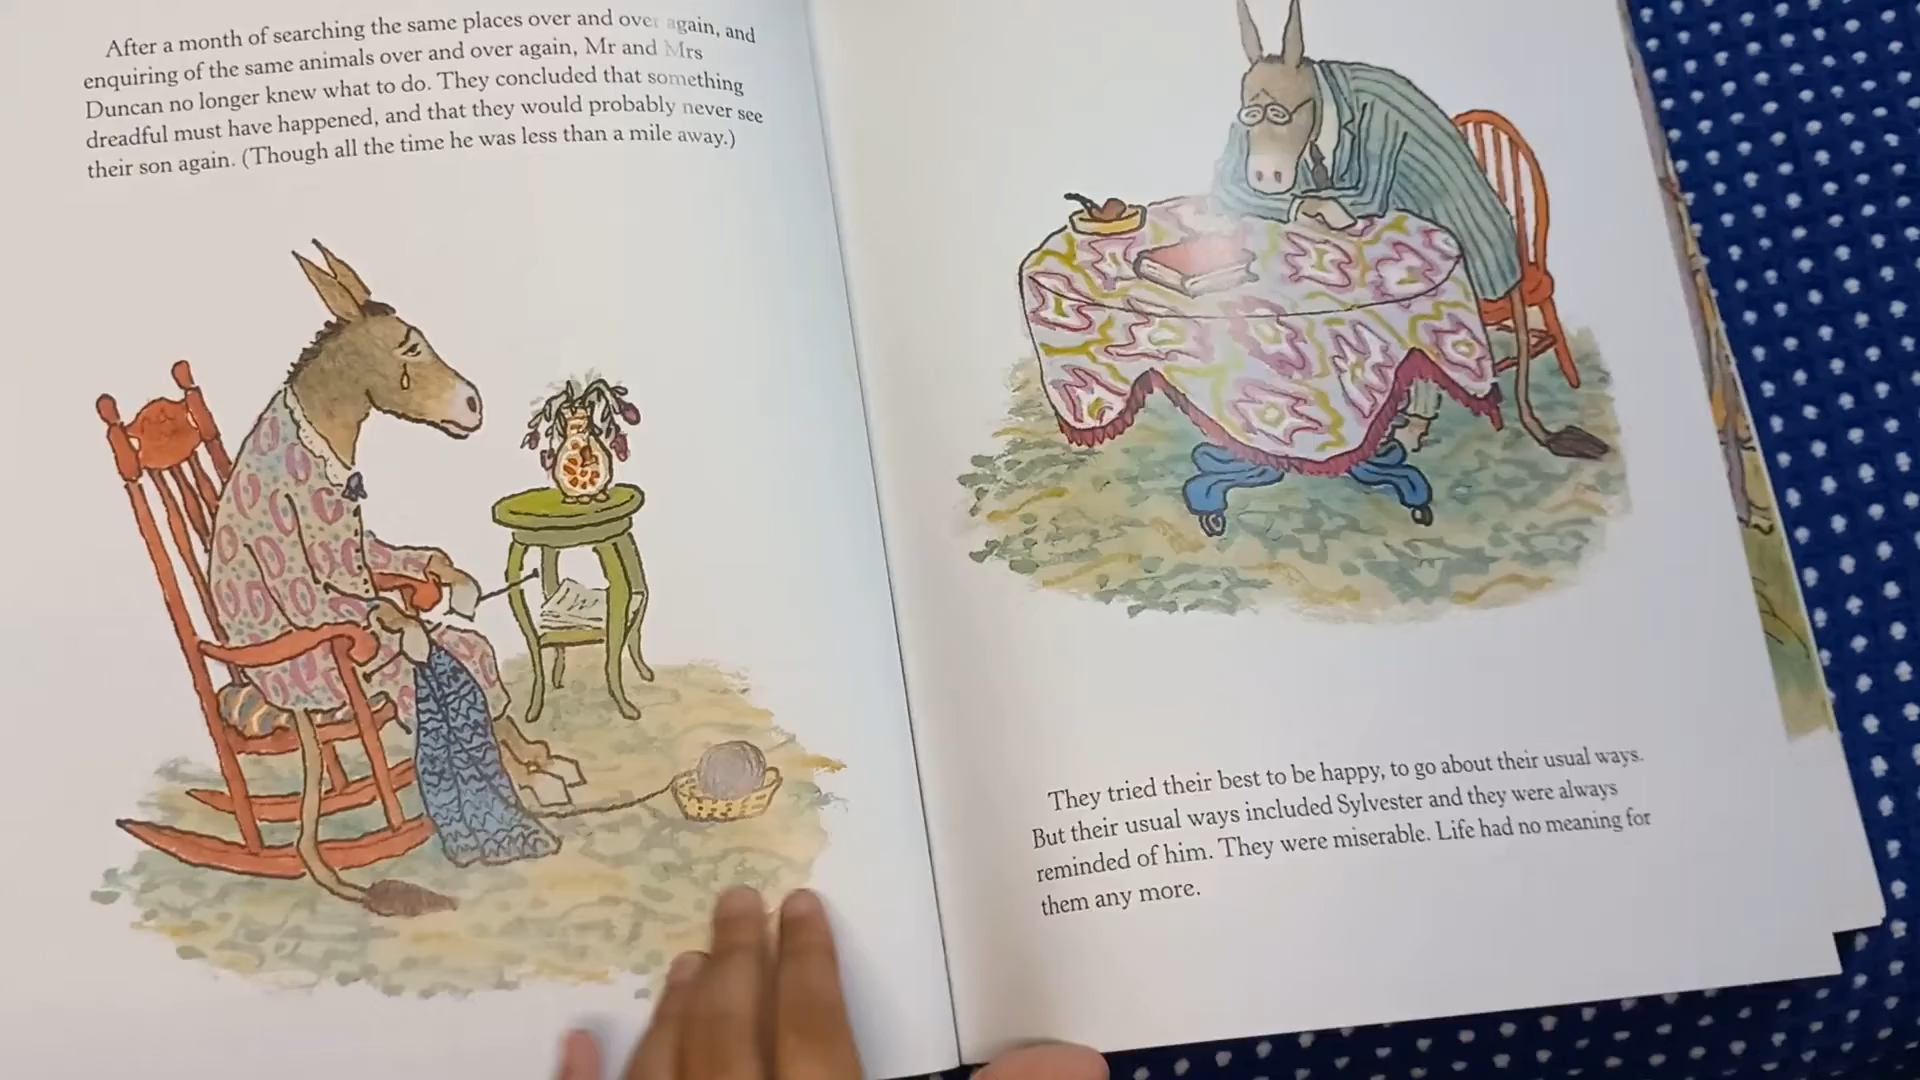 After a month of searching the same places over and over again, and
enquiring of the same animals over and over again, Mr and Mrs
Duncan no longer knew what to do. They concluded that something
dreadful must have happened, and that they would probably never see
their son again. (Though all the time he was less than a mile away.)
They tried their best to be happy, to go about their usual ways.
But their usual ways included Sylvester and they were always
reminded of him. They were miserable. Life had no meaning for
them any more.